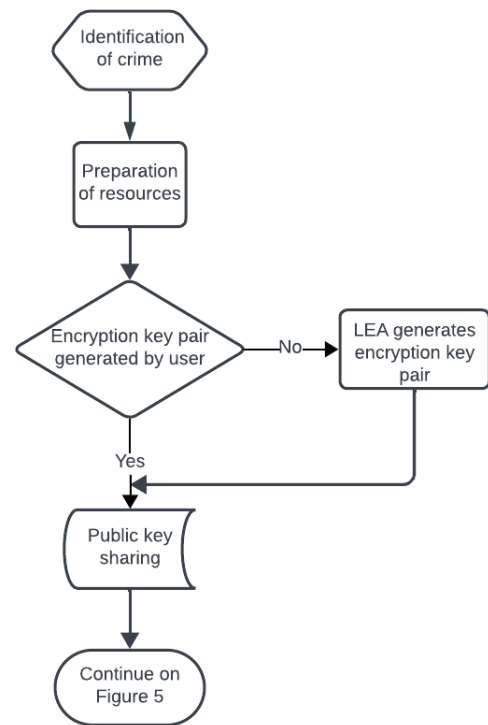 Identification
of crime
Preparation
of resources
Encryption key pair
generated by user
No
LEA generates
encryption key
pair
Yes
Public key
sharing
Continue on
Figure 5